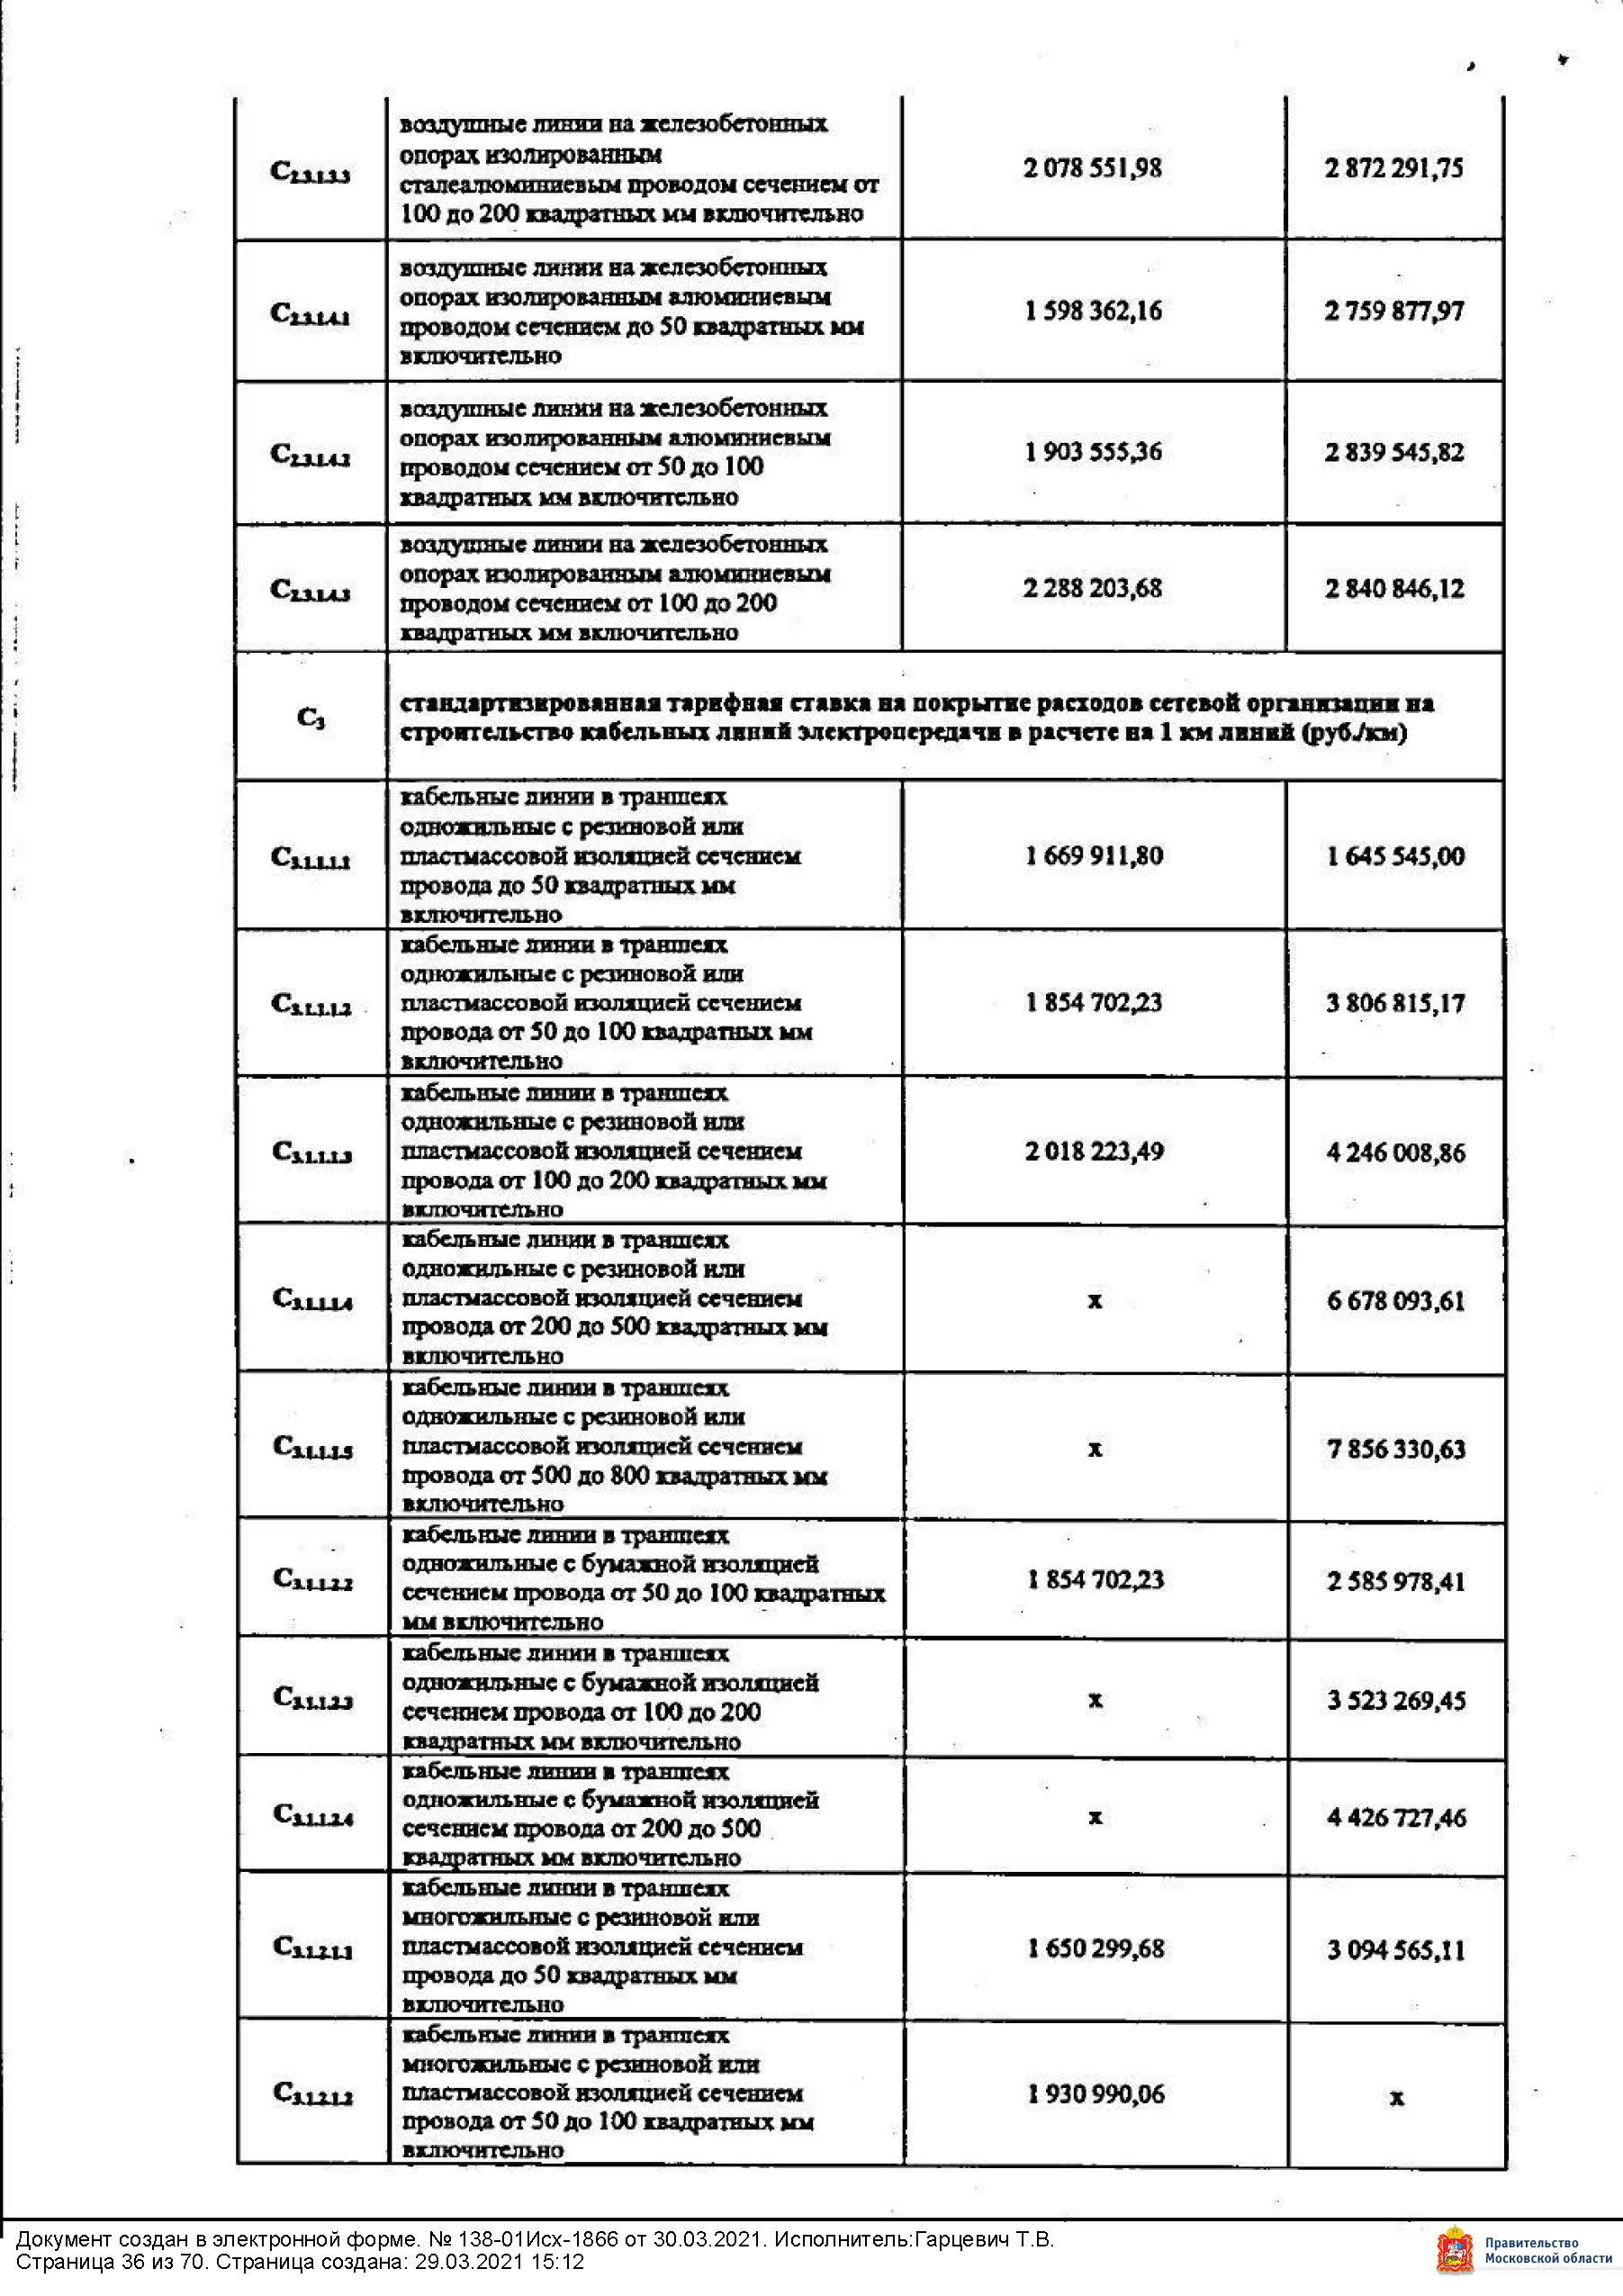 C2.3.1.3.3
воздушные линии на железобетонных
опорах изолированным
сталеалюминиевым проводом сечением от
100 до 200 квадратных мм включительно
2 078 551,98
2 872 291,75
C2.3.1.4.1
воздушные линии на железобетонных
опорах изолированным алюминиевым
проводом сечением до 50 квадратных мм
включительно
1 598 362,16
2 759 877,97
C2.3.1.4.2
воздушные линии на железобетонных
опорах изолированным алюминиевым
проводом сечением от 50 до 100
квадратных мм включительно
1 903 555,36
2 839 545,82
C2.3.1.4.3
воздушные линии на железобетонных
опорах изолированным алюминиевым
проводом сечением от 100 до 200
квадратных мм включительно
2 288 203,68
2 840 846,12
C3
стандартизированная тарифная ставка на покрытие расходов сетевой организации на
строительство кабельных линий электропередачи в расчете на 1 км линий (руб./км)
C3.1.1.1.1
кабельные линии в траншеях
одножильные с резиновой или
пластмассовой изоляцией сечением
провода до 50 квадратных мм
включительно
1 669 911,80
1 645 545,00
C3.1.1.1.2
кабельные линии в траншеях
одножильные с резиновой или
пластмассовой изоляцией сечением
провода от 50 до 100 квадратных мм
включительно
1 854 702,23
3 806 815,17
C3.1.1.1.3
кабельные линии в траншеях
одножильные с резиновой или
пластмассовой изоляцией сечением
провода от 100 до 200 квадратных мм
включительно
2 018 223,49
4 246 008,86
C3.1.1.1.4
кабельные линии в траншеях
одножильные с резиновой или
пластмассовой изоляцией сечением
провода от 200 до 500 квадратных мм
включительно
х
6 678 093,61
C3.1.1.1.5
кабельные линии в траншеях
одножильные с резиновой или
пластмассовой изоляцией сечением
провода от 500 до 800 квадратных мм
включительно
х
7 856 330,63
C3.1.1.2.2
кабельные линии в траншеях
одножильные с бумажной изоляцией
сечением провода от 50 до 100 квадратных
мм включительно
1 854 702,23
2 585 978,41
C3.1.1.2.3
кабельные линии в траншеях
одножильные с бумажной изоляцией
сечением провода от 100 до 200
квадратных мм включительно
х
3 523 269,45
C3.1.1.2.4
кабельные линии в траншеях
одножильные с бумажной изоляцией
сечением провода от 200 до 500
квадратных мм включительно
х
4 426 727,46
C3.1.2.1.1
кабельные линии в траншеях
многожильные с резиновой или
пластмассовой изоляцией сечением
провода до 50 квадратных мм
включительно
1 650 299,68
3 094 565,11
C3.1.2.1.2
кабельные линии в траншеях
многожильные с резиновой или
пластмассовой изоляцией сечением
провода от 50 до 100 квадратных мм
включительно
1 930 990,06
х
Документ создан в электронной форме. № 138-01Исх-1866 от 30.03.2021. Исполнитель:Гарцевич Т.В.
Страница 36 из 70. Страница создана: 29.03.2021 15:12
Правительство
Московской области